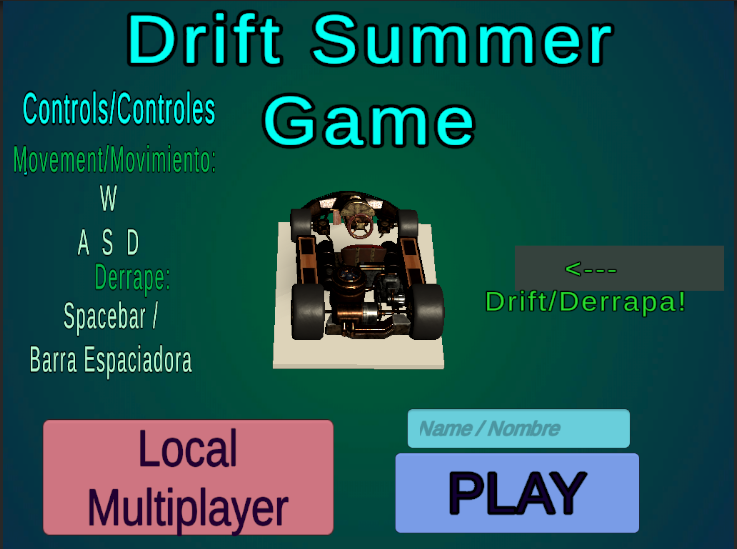 Drift Summer
Game
Controls/Controles
Movement/Movimiento:
W
A S D
Derrape:
Spacebar /
Barra Espaciadora
<---
Drift/Derrapa!
Local
Multiplayer
Name / Nombre
PLAY